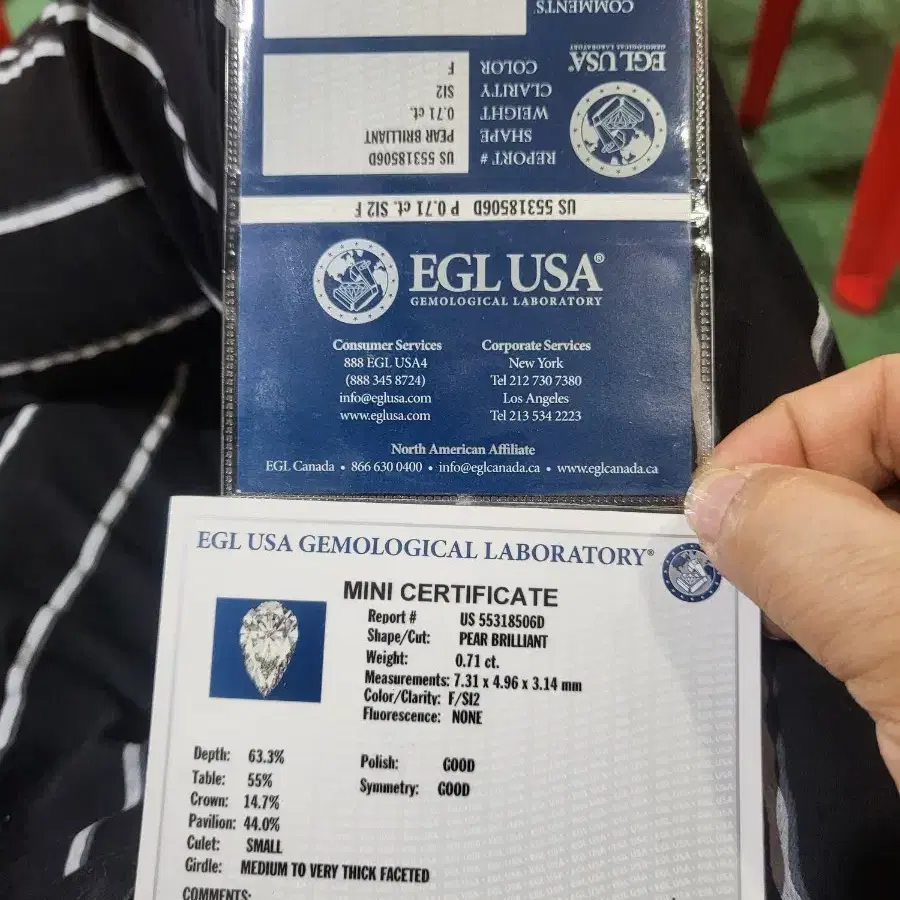 COMMENTS
EGL USA
GEMOLOGICAL LABORATORY
COLOR F
CLARITY SI2
WEIGHT 0.71 ct.
SHAPE PEAR BRILLIANT
REPORT # US 55318506D
US 55318506D P 0.71 ct. SI2 F
EGL USA®
GEMOLOGICAL LABORATORY
Consumer Services
888 EGL USA4
(888 345 8724)
info@eglusa.com
www.eglusa.com
Corporate Services
New York
Tel 212 730 7380
Los Angeles
Tel 213 534 2223
North American Affiliate
EGL Canada • 866 630 0400 • info@eglcanada.ca • www.eglcanada.ca
EGL USA GEMOLOGICAL LABORATORY®
MINI CERTIFICATE
Report # US 55318506D
Shape/Cut: PEAR BRILLIANT
Weight: 0.71 ct.
Measurements: 7.31 x 4.96 x 3.14 mm
Color/Clarity: F/SI2
Fluorescence: NONE
Depth: 63.3%
Table: 55%
Crown: 14.7%
Pavilion: 44.0%
Culet: SMALL
Girdle: MEDIUM TO VERY THICK FACETED
Polish: GOOD
Symmetry: GOOD
COMMENTS: